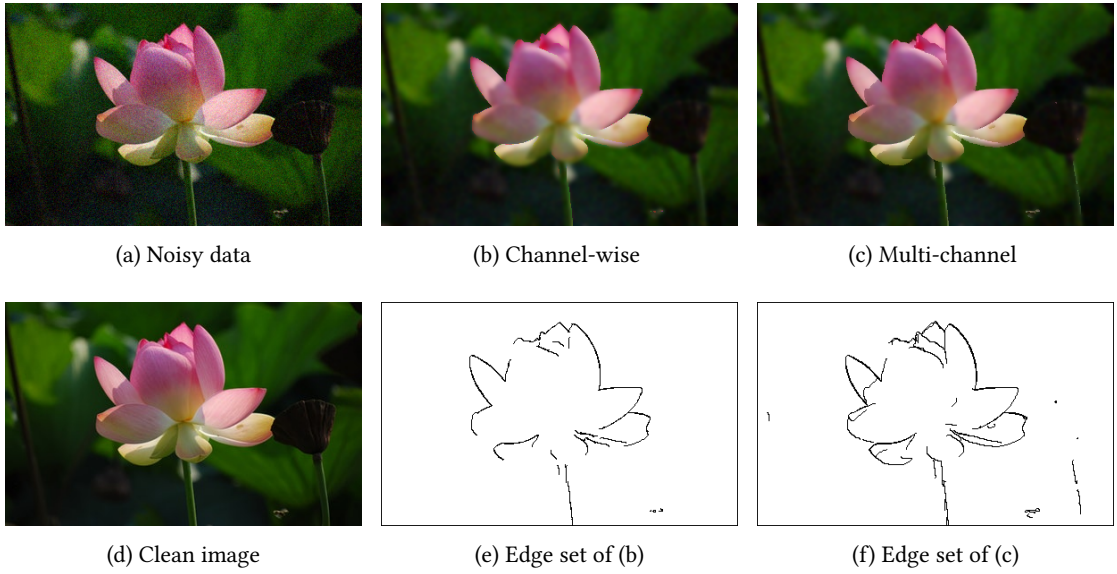 (a) Noisy data
(b) Channel-wise
(c) Multi-channel
(d) Clean image
(e) Edge set of (b)
(f) Edge set of (c)